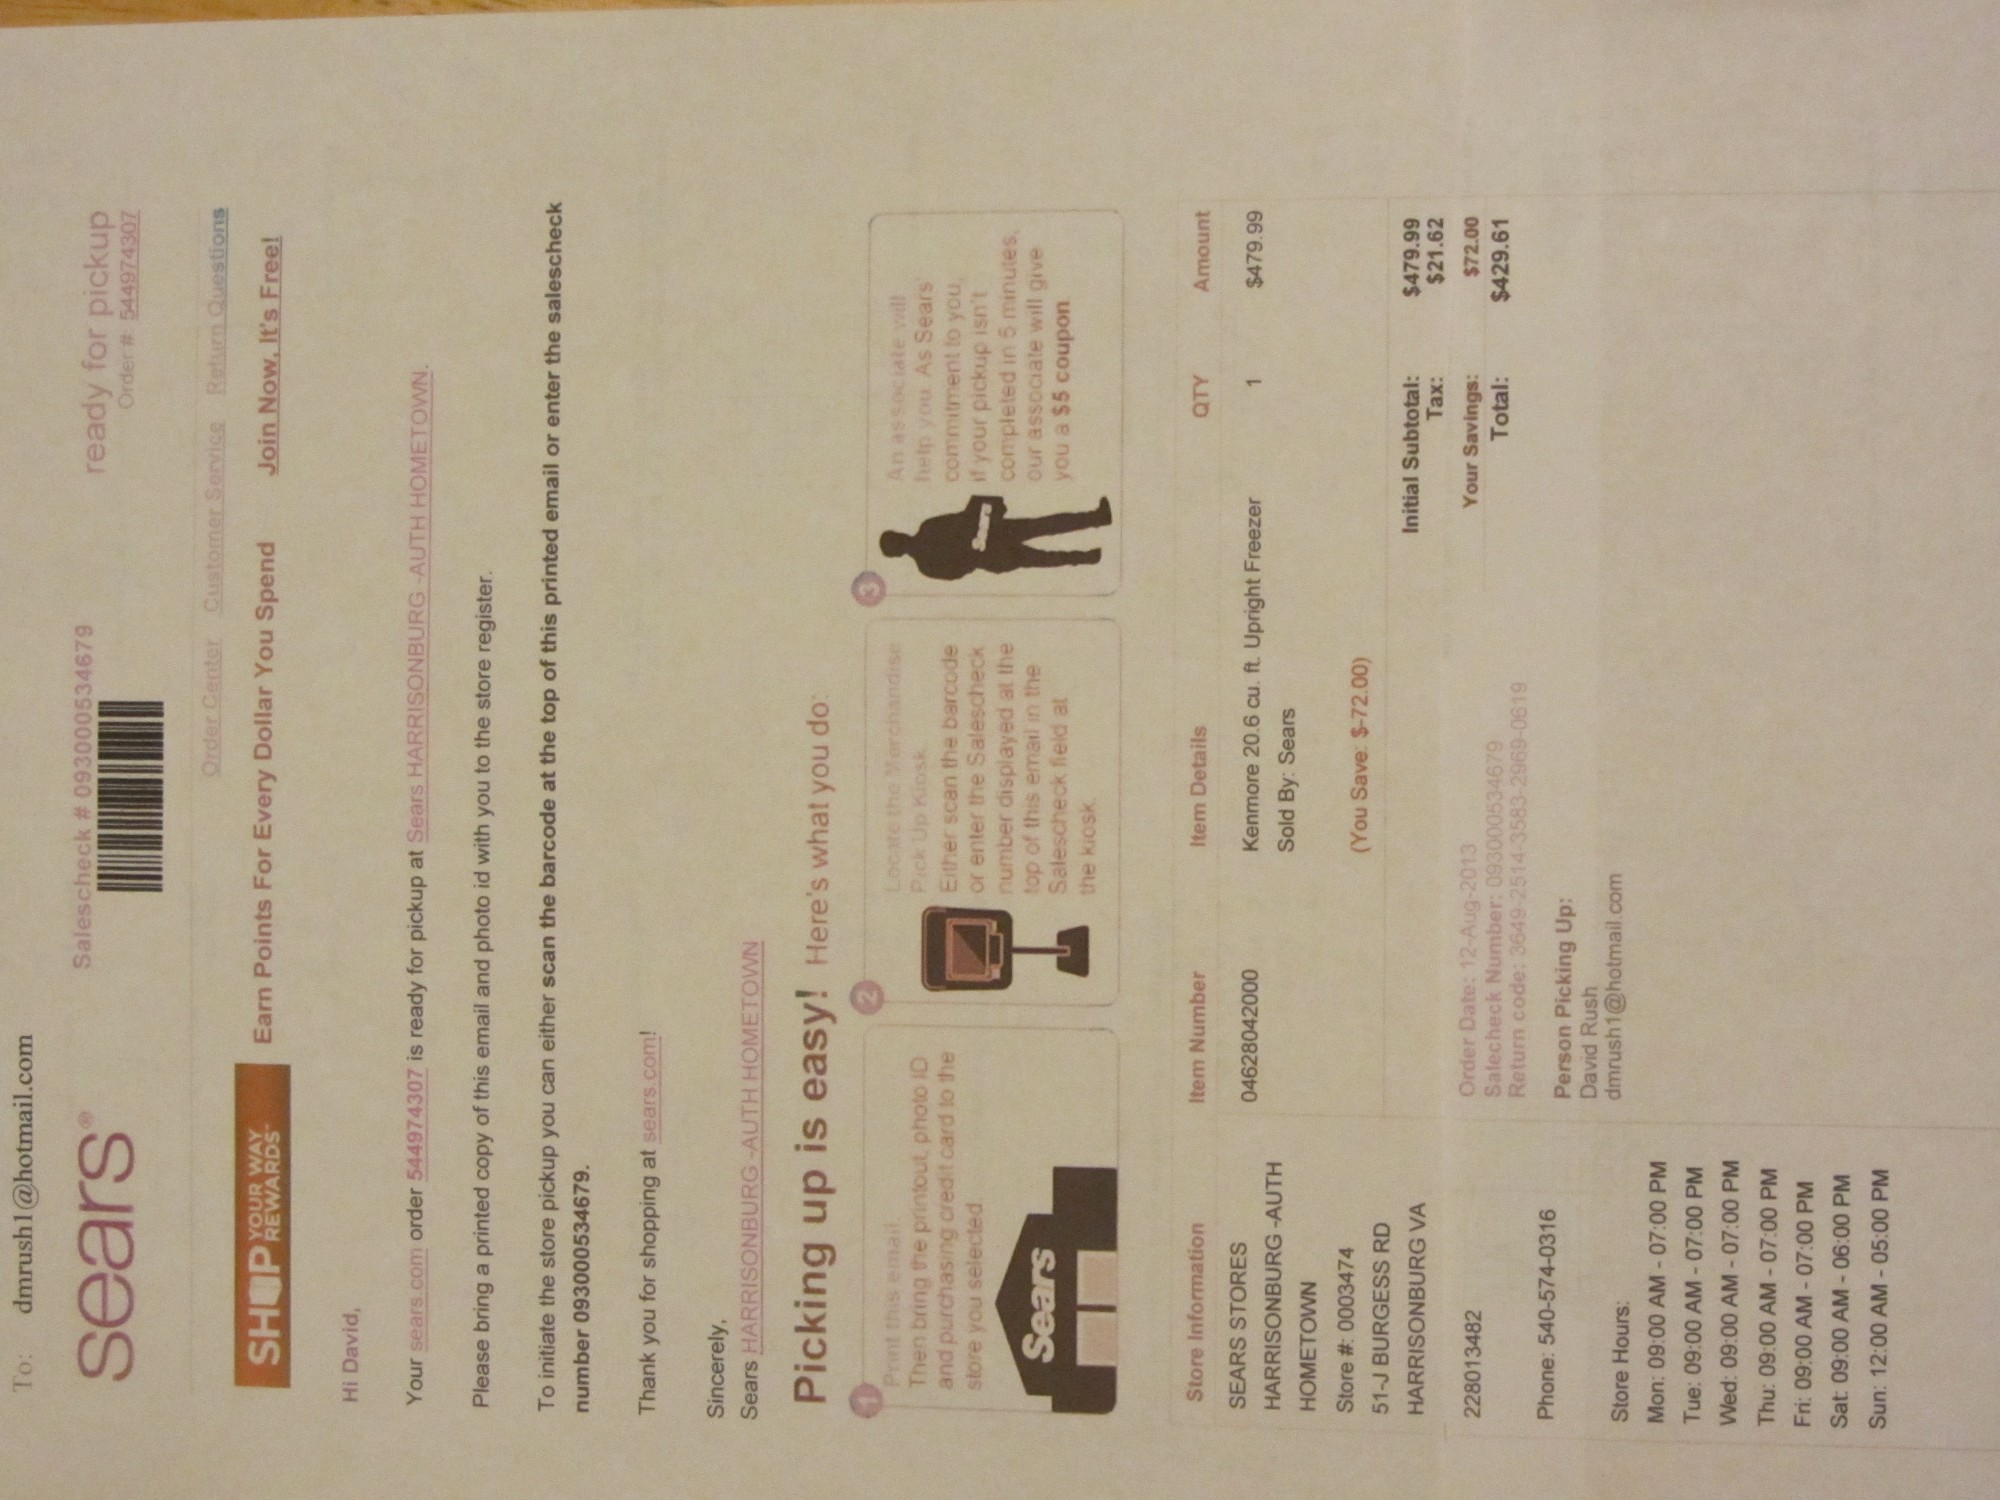 To: dmrush1@hotmail.com
sears®
Salescheck # 093000534679
ready for pickup
Order #: 544974307
Order Center Customer Service Return Questions
SHOP YOUR WAY REWARDS
Earn Points For Every Dollar You Spend Join Now, It's Free!
Hi David,
Your sears.com order 544974307 is ready for pickup at Sears HARRISONBURG -AUTH HOMETOWN.
Please bring a printed copy of this email and photo id with you to the store register.
To initiate the store pickup you can either scan the barcode at the top of this printed email or enter the salescheck
number 093000534679.
Thank you for shopping at sears.com!
Sincerely,
Sears HARRISONBURG -AUTH HOMETOWN
Picking up is easy! Here's what you do:
1
Print this email.
Then bring the printout, photo ID
and purchasing credit card to the
store you selected.
Sears
2
Locate the Merchandise
Pick Up Kiosk.
Either scan the barcode
or enter the Salescheck
number displayed at the
top of this email in the
Salescheck field at
the kiosk.
3
An associate will
help you. As Sears'
commitment to you,
if your pickup isn't
completed in 5 minutes,
our associate will give
you a $5 coupon
Sears
Store Information Item Number Item Details QTY Amount
SEARS STORES
HARRISONBURG -AUTH
HOMETOWN
Store #: 0003474
51-J BURGESS RD
HARRISONBURG VA
228013482
Phone: 540-574-0316
Store Hours:
Mon: 09:00 AM - 07:00 PM
Tue: 09:00 AM - 07:00 PM
Wed: 09:00 AM - 07:00 PM
Thu: 09:00 AM - 07:00 PM
Fri: 09:00 AM - 07:00 PM
Sat: 09:00 AM - 06:00 PM
Sun: 12:00 AM - 05:00 PM
04628042000 Kenmore 20.6 cu. ft. Upright Freezer 1 $479.99
Sold By: Sears
(You Save: $-72.00)
Initial Subtotal: $479.99
Tax: $21.62
Your Savings: $72.00
Total: $429.61
Order Date: 12-Aug-2013
Salecheck Number: 093000534679
Return code: 3649-2514-3583-2969-0619
Person Picking Up:
David Rush
dmrush1@hotmail.com